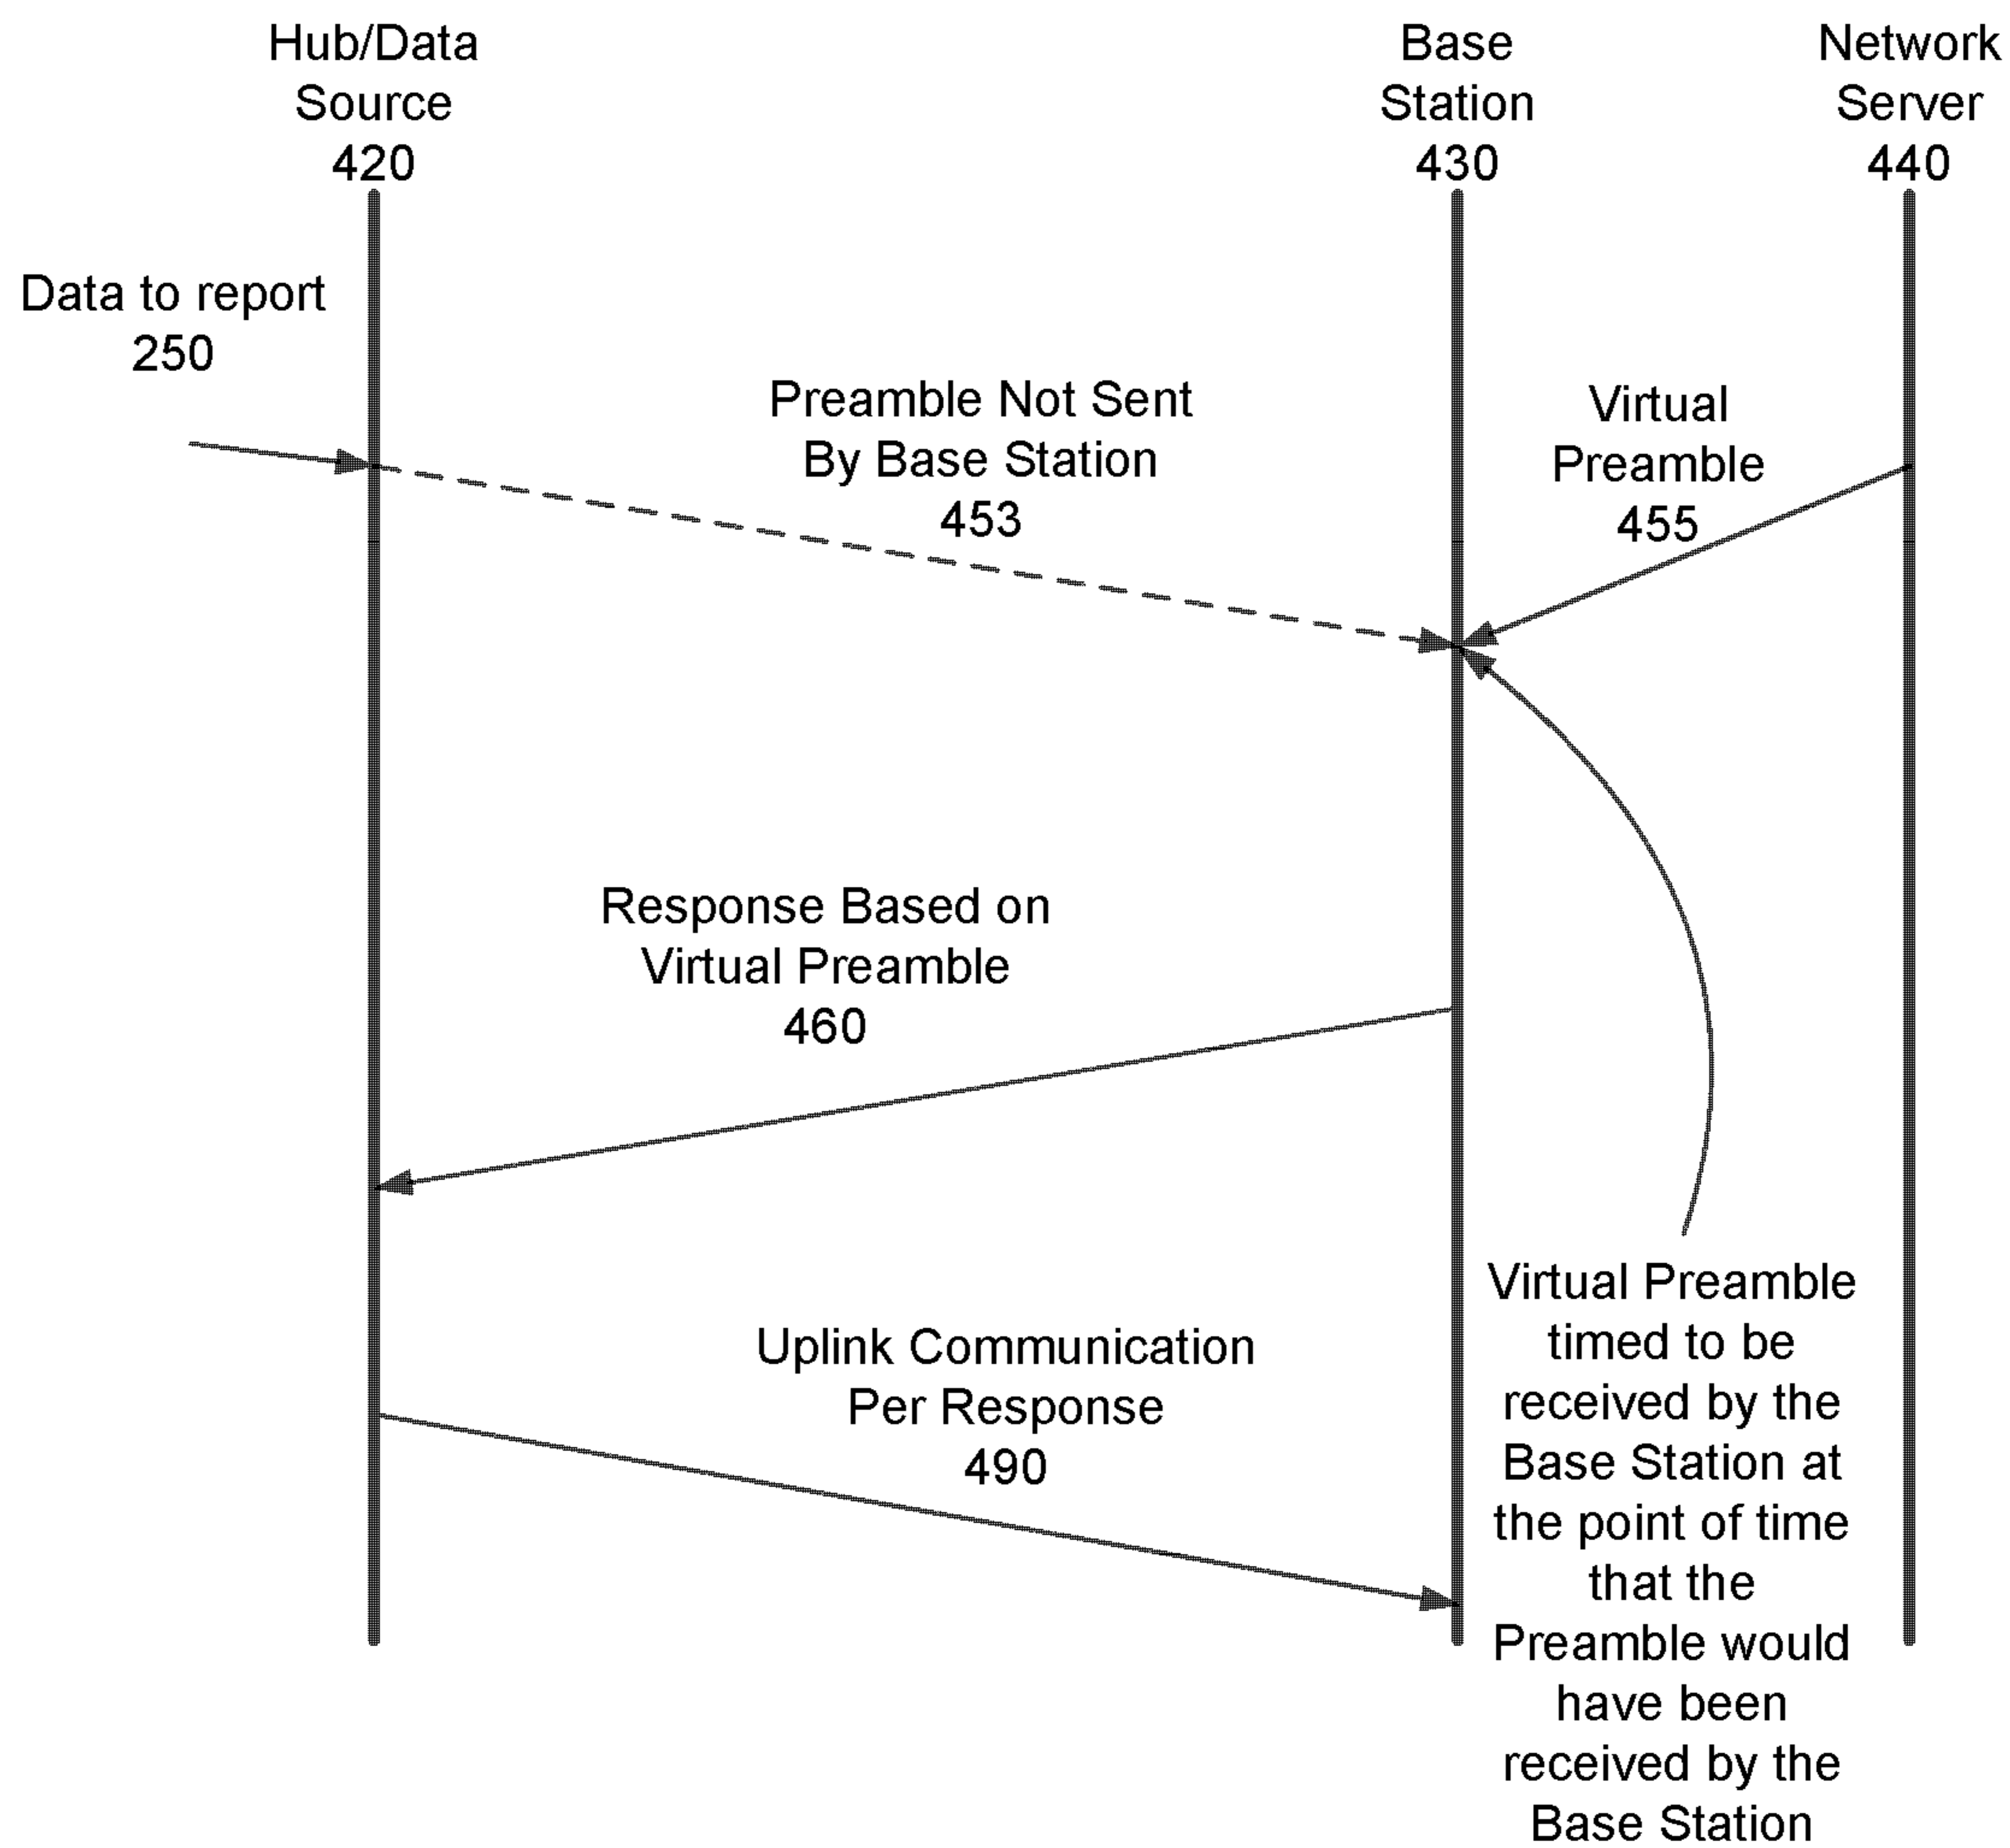 Hub/Data
Source
420
Base
Station
430
Network
Server
440
Data to report
250
Preamble Not Sent
By Base Station
453
Virtual
Preamble
455
Response Based on
Virtual Preamble
460
Uplink Communication
Per Response
490
Virtual Preamble
timed to be
received by the
Base Station at
the point of time
that the
Preamble would
have been
received by the
Base Station